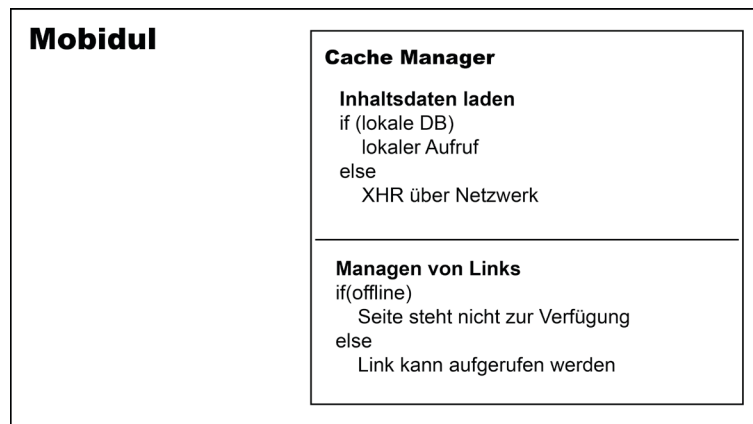 Mobidul
Cache Manager
Inhaltsdaten laden
if (lokale DB)
lokaler Aufruf
else
XHR über Netzwerk
Managen von Links
if(offline)
Seite steht nicht zur Verfügung
else
Link kann aufgerufen werden